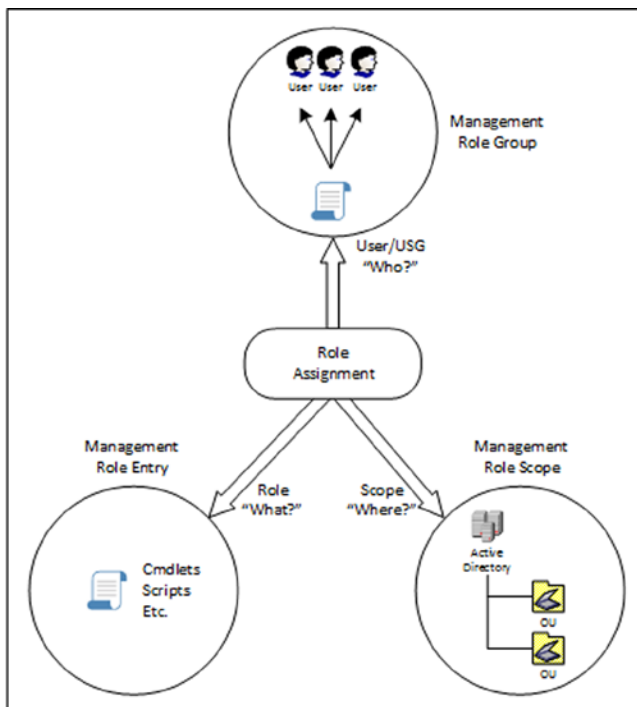 User User User
Management
Role Group
User/USG
“Who?”
Role
Assignment
Management
Role Entry
Role
“What?”
Cmdlets
Scripts
Etc.
Management
Role Scope
Scope
“Where?”
Active
Directory
OU
OU